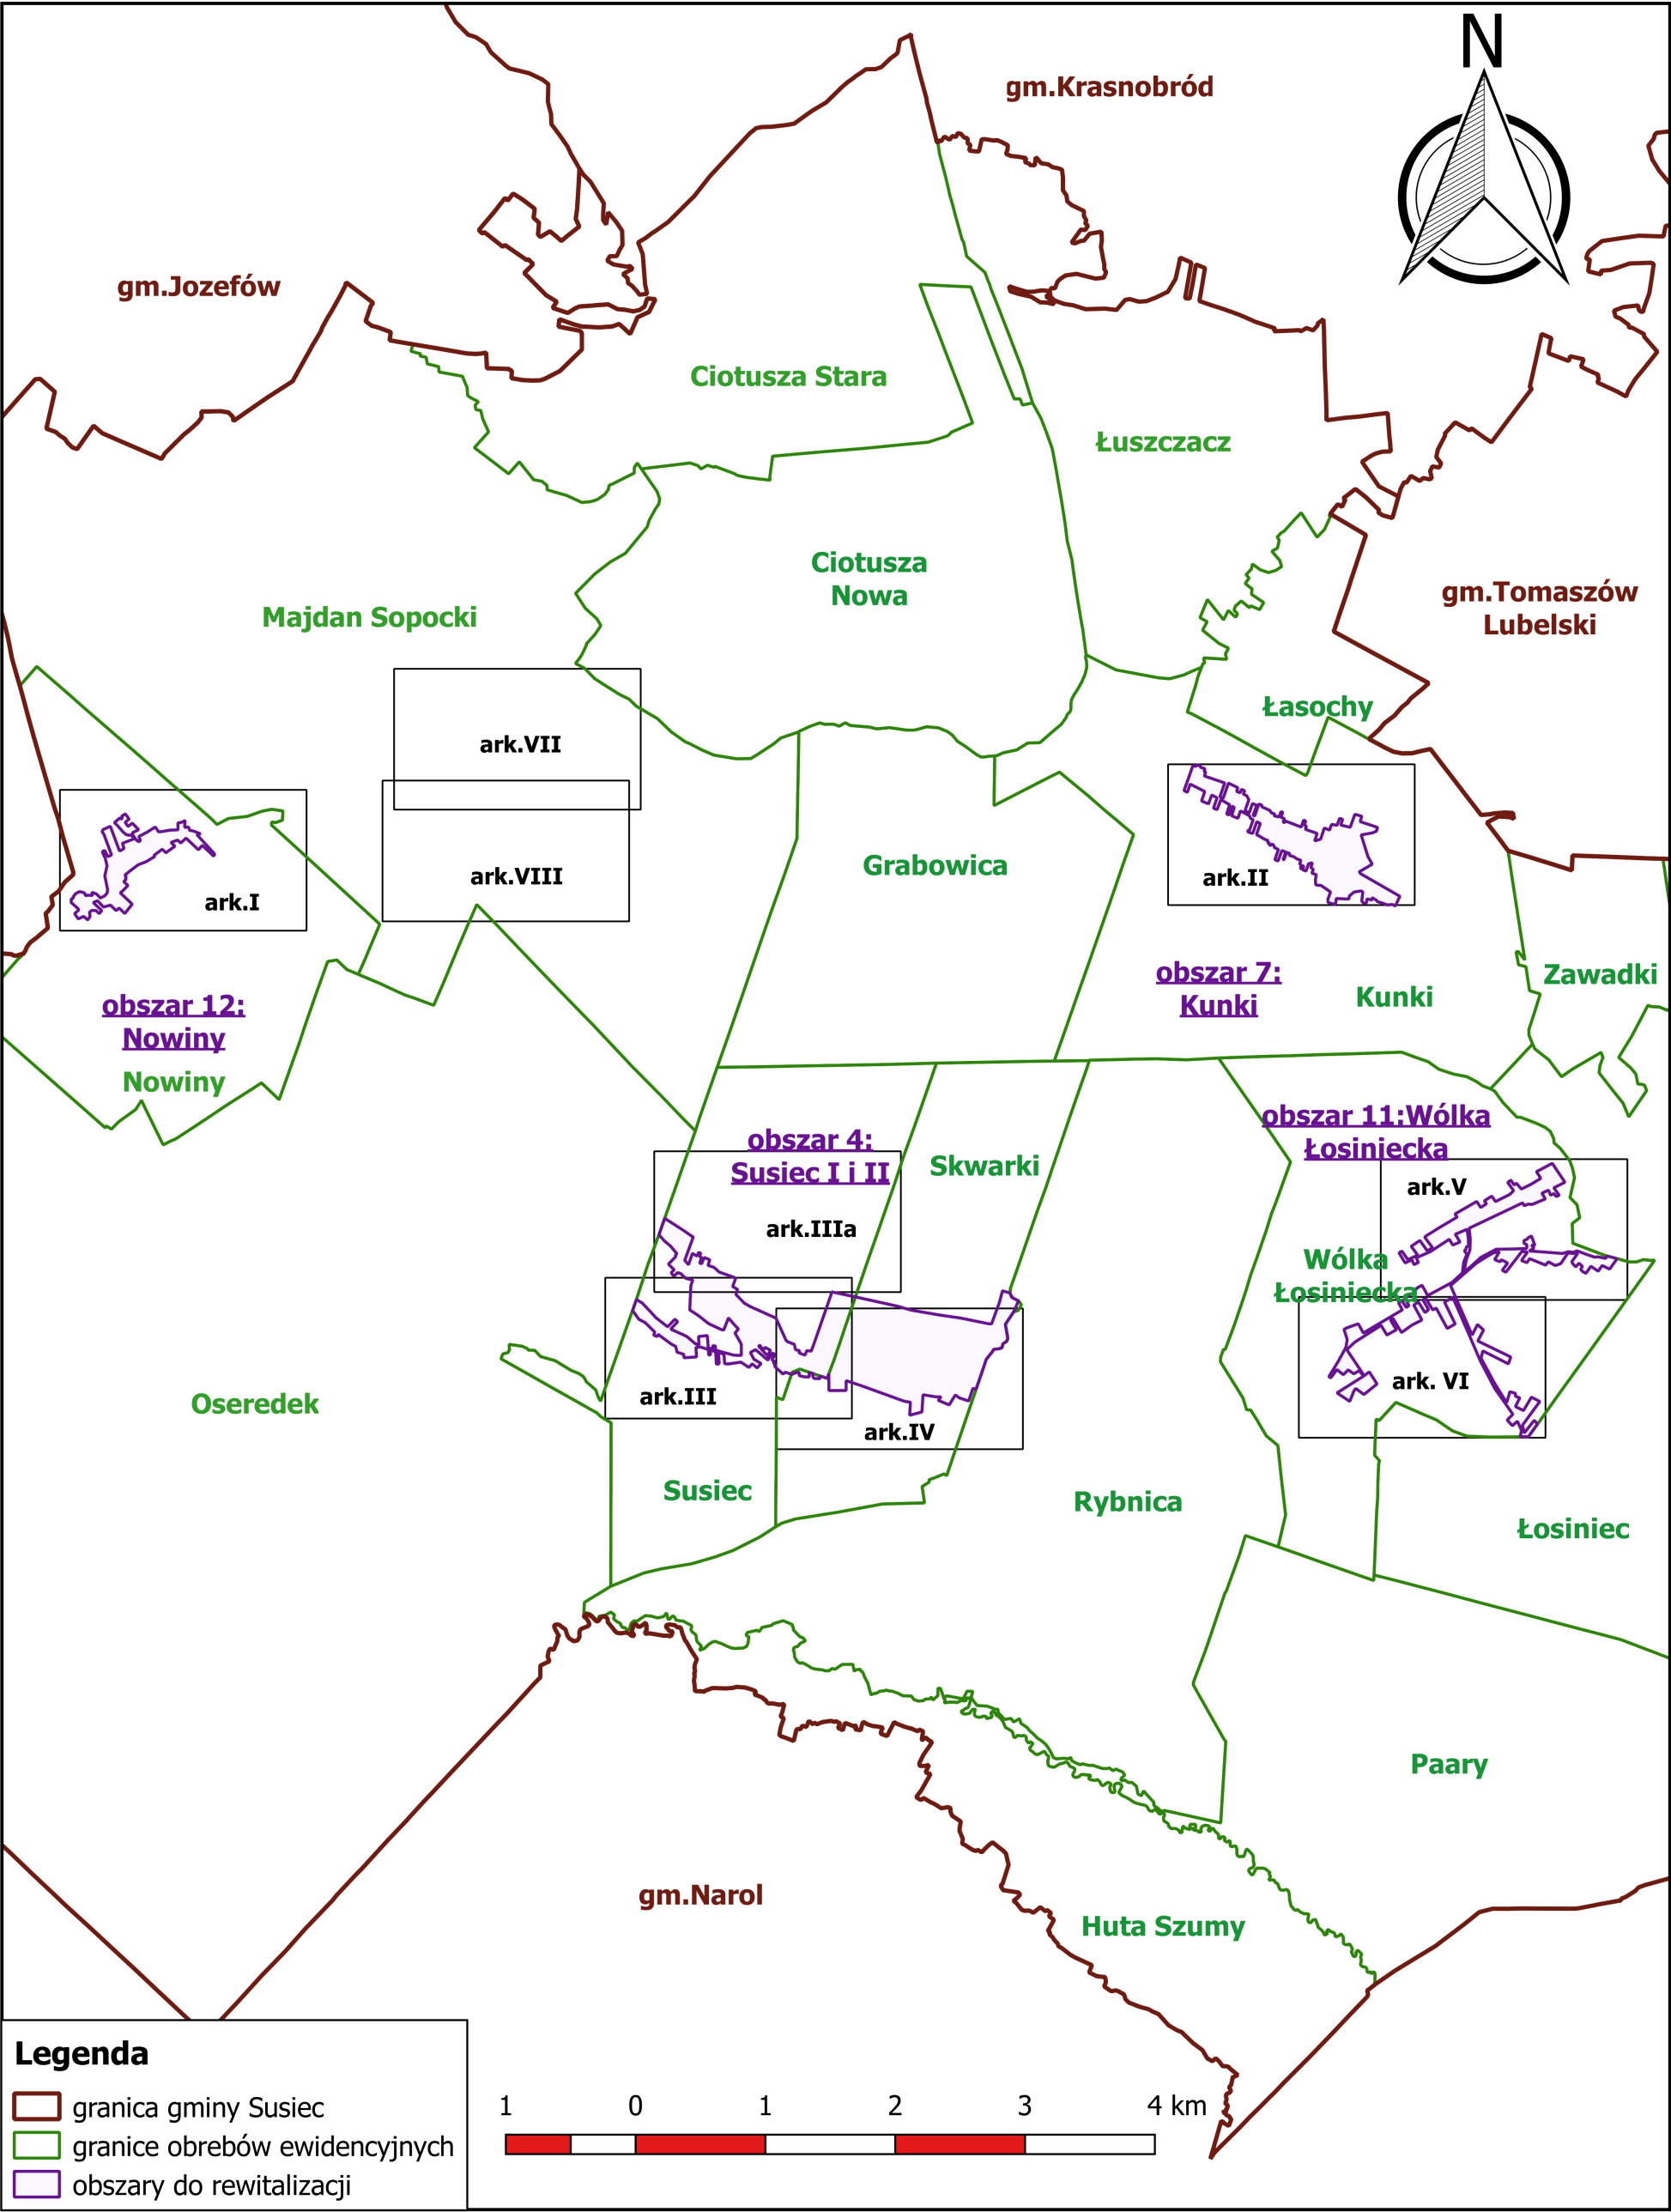 N
gm.Krasnobród
gm.Jozefów
Ciotusza Stara
Łuszczacz
Ciotusza
Nowa
gm.Tomaszów
Lubelski
Majdan Sopocki
Łasochy
ark.VII
ark.VIII
Grabowica
ark.II
ark.I
obszar 7:
Kunki
Kunki
Zawadki
obszar 12:
Nowiny
Nowiny
obszar 11:Wólka
Łosiniecka
obszar 4:
Susiec I i II
Skwarki
ark.V
ark.IIIa
Wólka
Łosiniecka
ark. VI
ark.III
Oseredek
ark.IV
Susiec
Rybnica
Łosiniec
Paary
gm.Narol
Huta Szumy
Legenda
granica gminy Susiec
granice obrębów ewidencyjnych
obszary do rewitalizacji
1 0 1 2 3 4 km